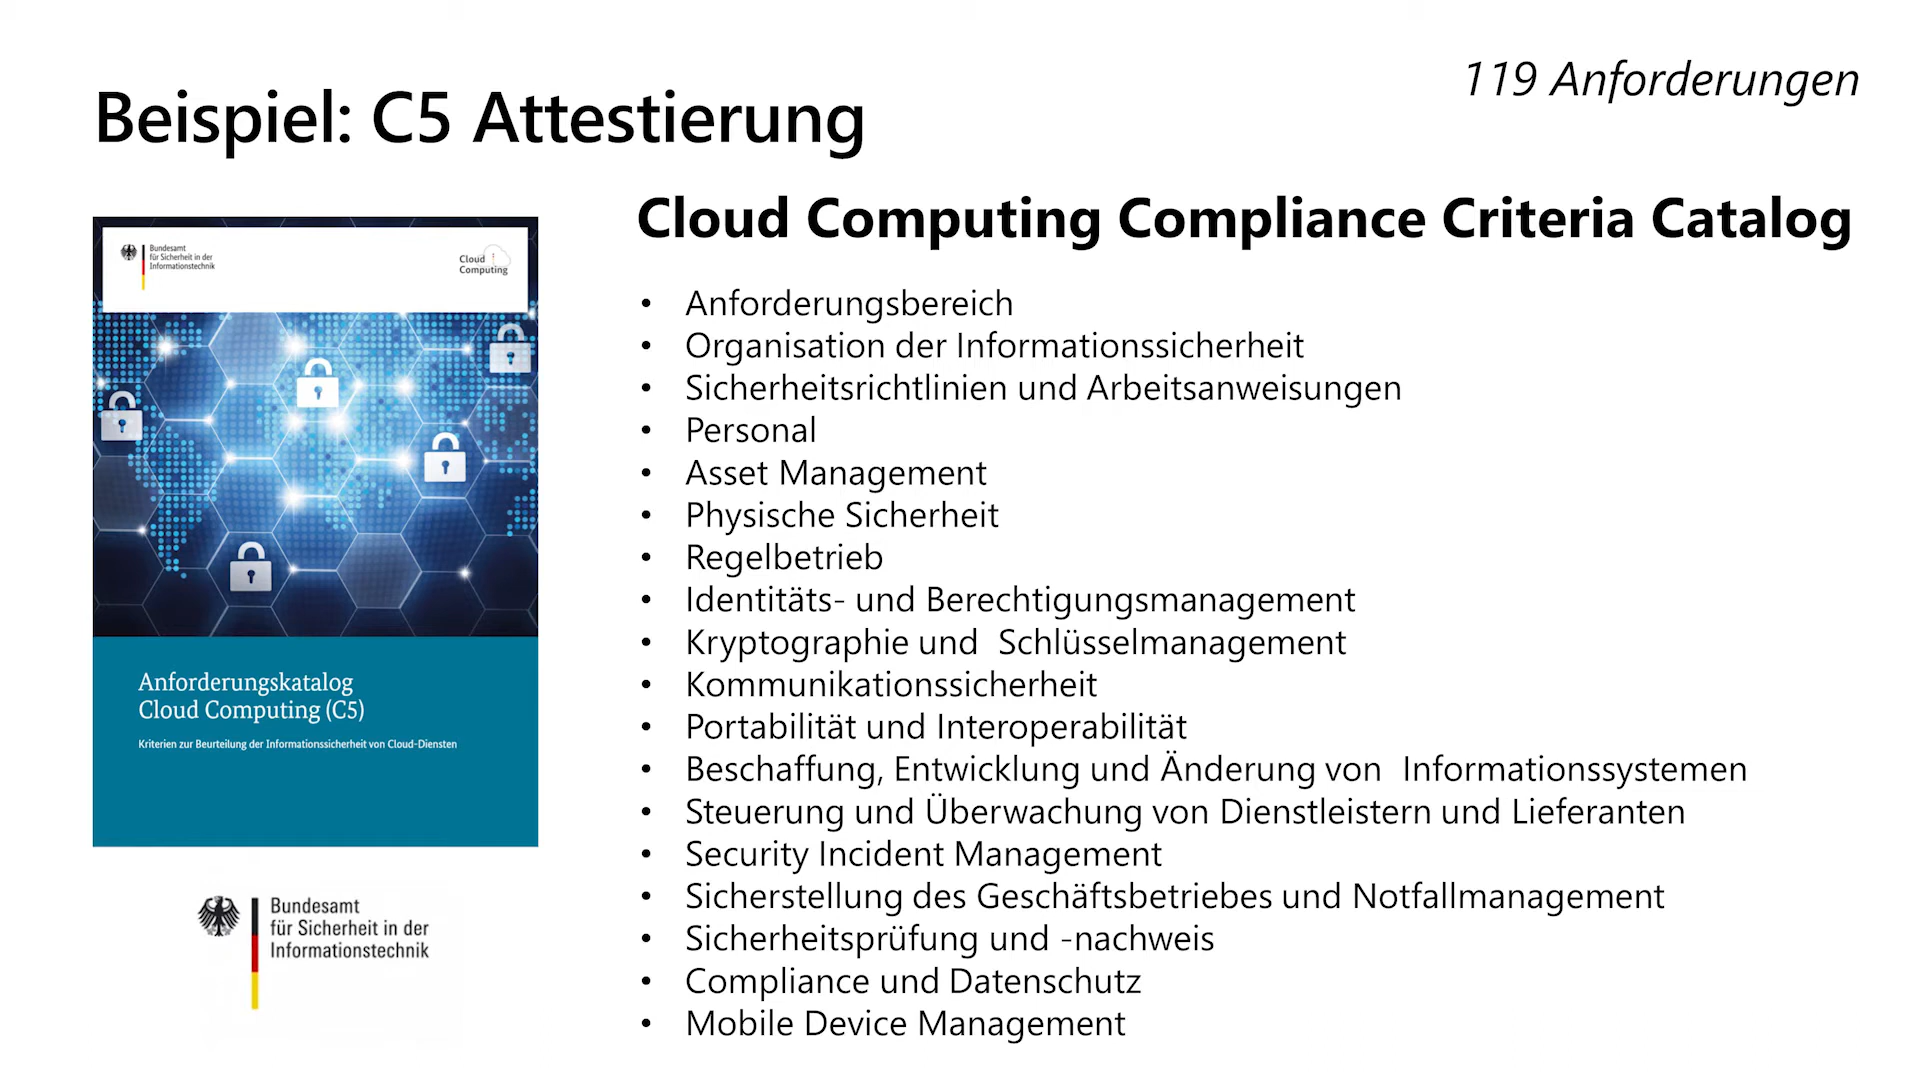 119 Anforderungen
Beispiel: C5 Attestierung
Bundesamt
für Sicherheit in der
Informationstechnik
Cloud
Computing
Anforderungskatalog
Cloud Computing (C5)
Kriterien zur Beurteilung der Informationssicherheit von Cloud-Diensten
Bundesamt
für Sicherheit in der
Informationstechnik
Cloud Computing Compliance Criteria Catalog
• Anforderungsbereich
• Organisation der Informationssicherheit
• Sicherheitsrichtlinien und Arbeitsanweisungen
• Personal
• Asset Management
• Physische Sicherheit
• Regelbetrieb
• Identitäts- und Berechtigungsmanagement
• Kryptographie und  Schlüsselmanagement
• Kommunikationssicherheit
• Portabilität und Interoperabilität
• Beschaffung, Entwicklung und Änderung von  Informationssystemen
• Steuerung und Überwachung von Dienstleistern und Lieferanten
• Security Incident Management
• Sicherstellung des Geschäftsbetriebes und Notfallmanagement
• Sicherheitsprüfung und -nachweis
• Compliance und Datenschutz
• Mobile Device Management